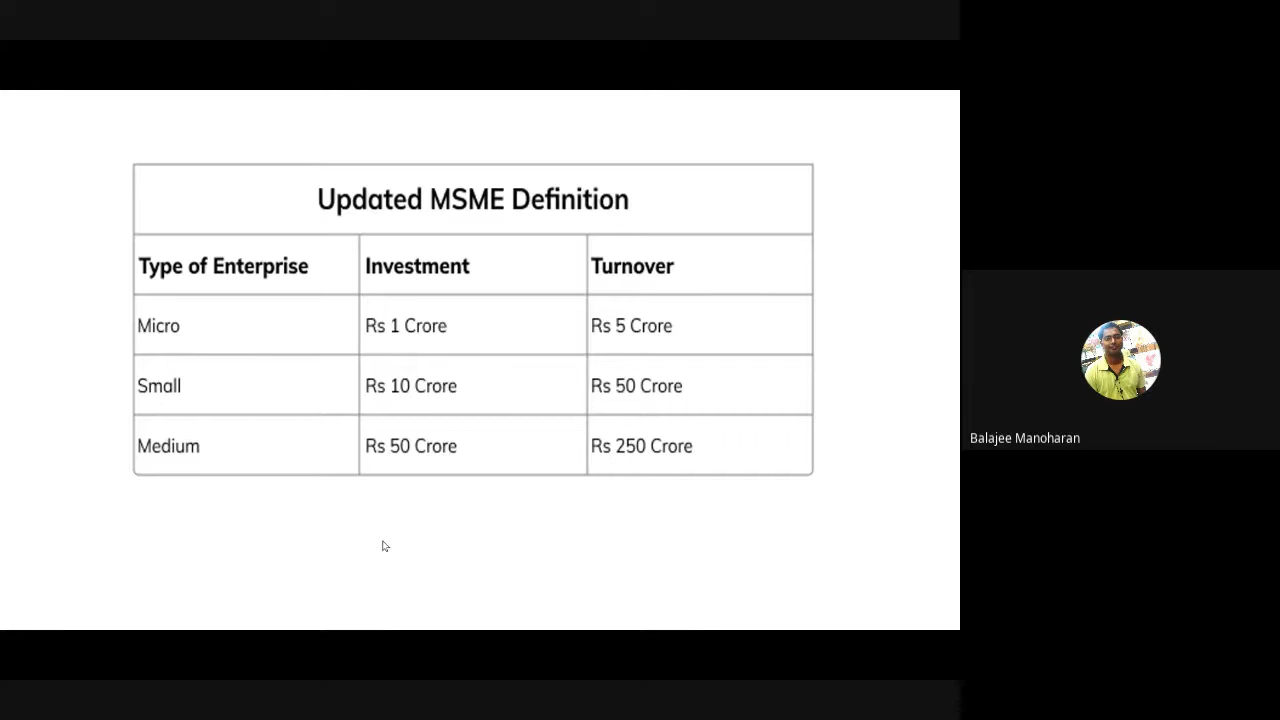 Updated MSME Definition
Type of Enterprise Investment Turnover
Micro Rs 1 Crore Rs 5 Crore
Small Rs 10 Crore Rs 50 Crore
Medium Rs 50 Crore Rs 250 Crore
Balajee Manoharan